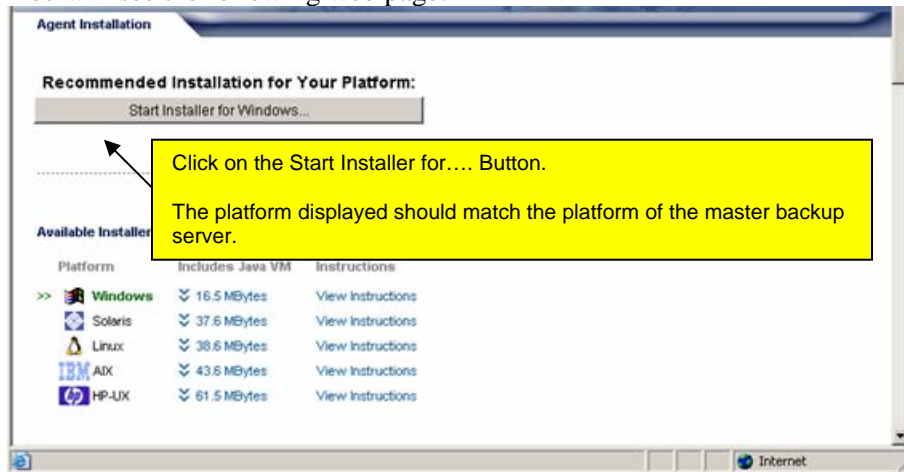 Agent Installation
Recommended Installation for Your Platform:
Start Installer for Windows...
Click on the Start Installer for.... Button.
The platform displayed should match the platform of the master backup
server.
Available Installer
Platform Includes Java VM Instructions
>> Windows 16.5 MBytes View Instructions
Solaris 37.6 MBytes View Instructions
Linux 38.6 MBytes View Instructions
IBM AIX 43.6 MBytes View Instructions
hp HP-UX 61.5 MBytes View Instructions
Internet